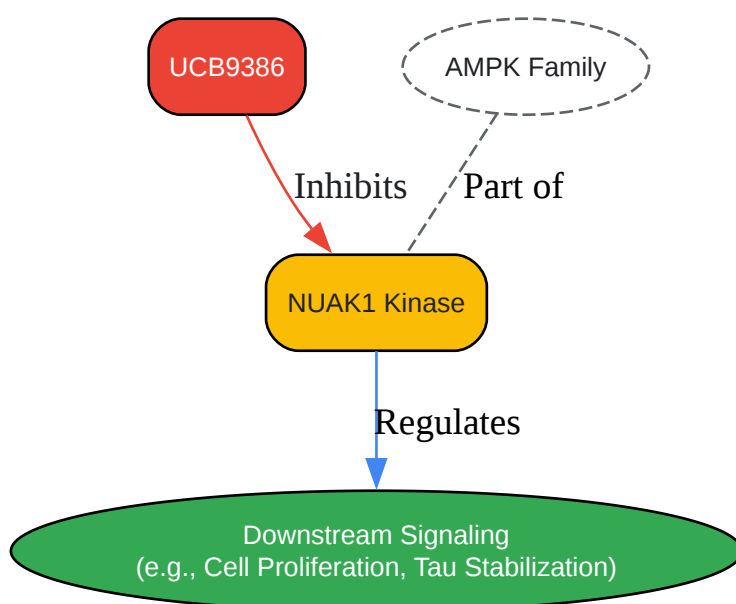 UCB9386
AMPK Family
Inhibits
Part of
NUAK1 Kinase
Regulates
Downstream Signaling
(e.g., Cell Proliferation, Tau Stabilization)